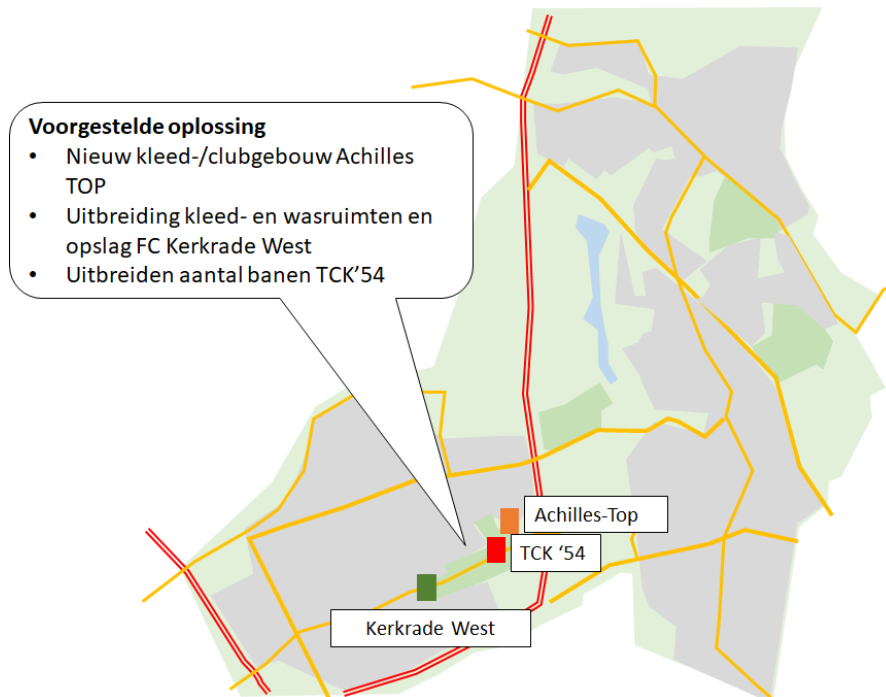 Voorgestelde oplossing
• Nieuw kleed-/clubgebouw Achilles
TOP
• Uitbreiding kleed- en wasruimten en
opslag FC Kerkrade West
• Uitbreiden aantal banen TCK’54
Achilles-Top
TCK ‘54
Kerkrade West